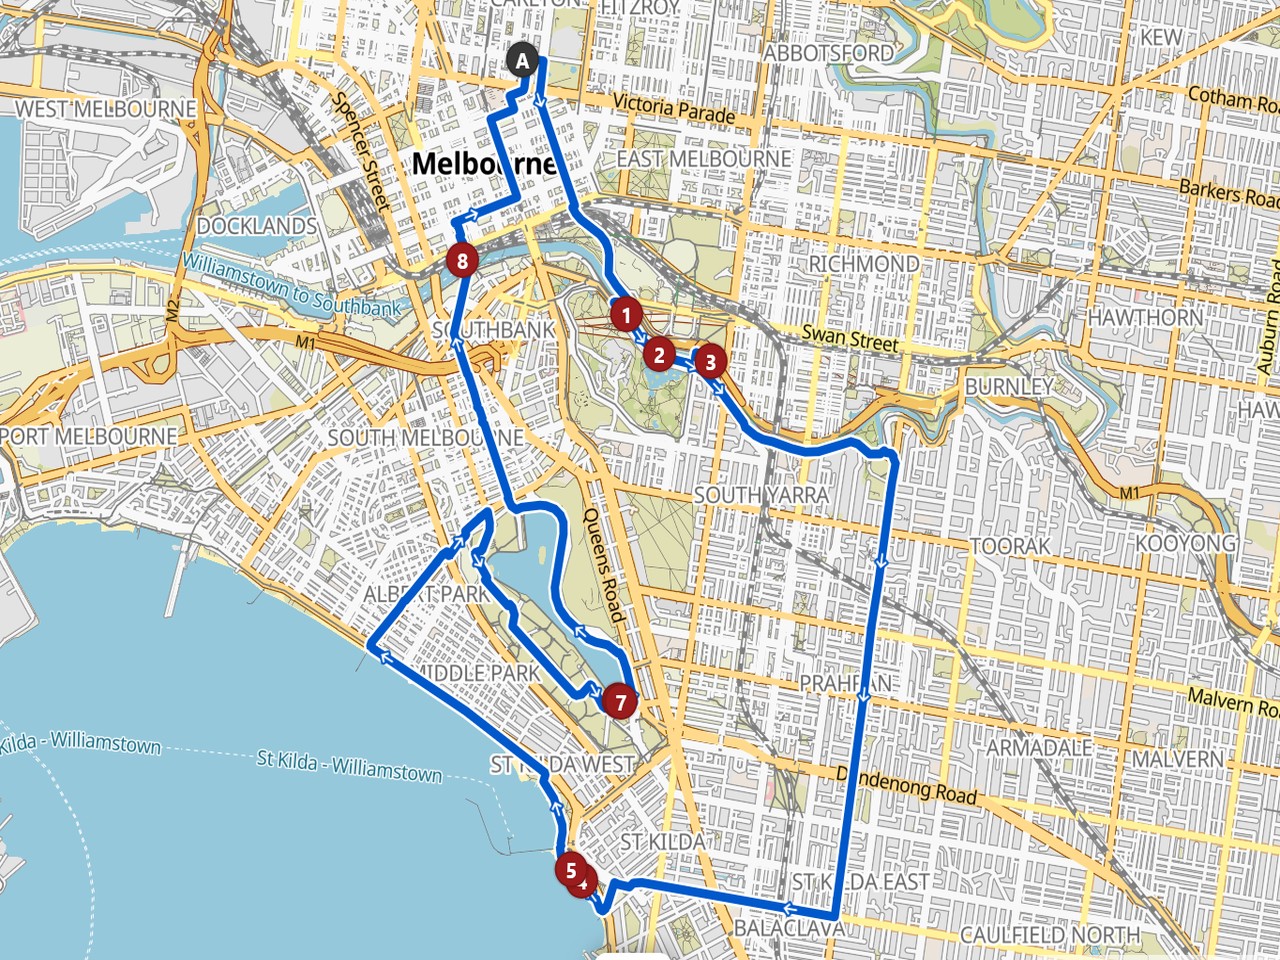 CARLTON
FITZROY
KEW
ABBOTSFORD
A
Cotham Ro
WEST MELBOURNE
Victoria Parade
Spencer Street
Melbourne
EAST MELBOURNE
Barkers Road
DOCKLANDS
Williamstown to Southbank
8
RICHMOND
M2
1
HAWTHORN
Auburn Road
SOUTHBANK
M1
Swan Street
2
3
BURNLEY
HAW
PORT MELBOURNE
SOUTH MELBOURNE
SOUTH YARRA
M1
Queens Road
TOORAK
KOOYONG
ALBERT PARK
MIDDLE PARK
PRAHRAN
7
Malvern Ro
Kilda - Williamstown
St Kilda - Williamstown
ST KILDA WEST
ARMADALE
MALVERN
Dandenong Road
ST KILDA
5
4
ST KILDA EAST
BALACLAVA
CAULFIELD NORTH